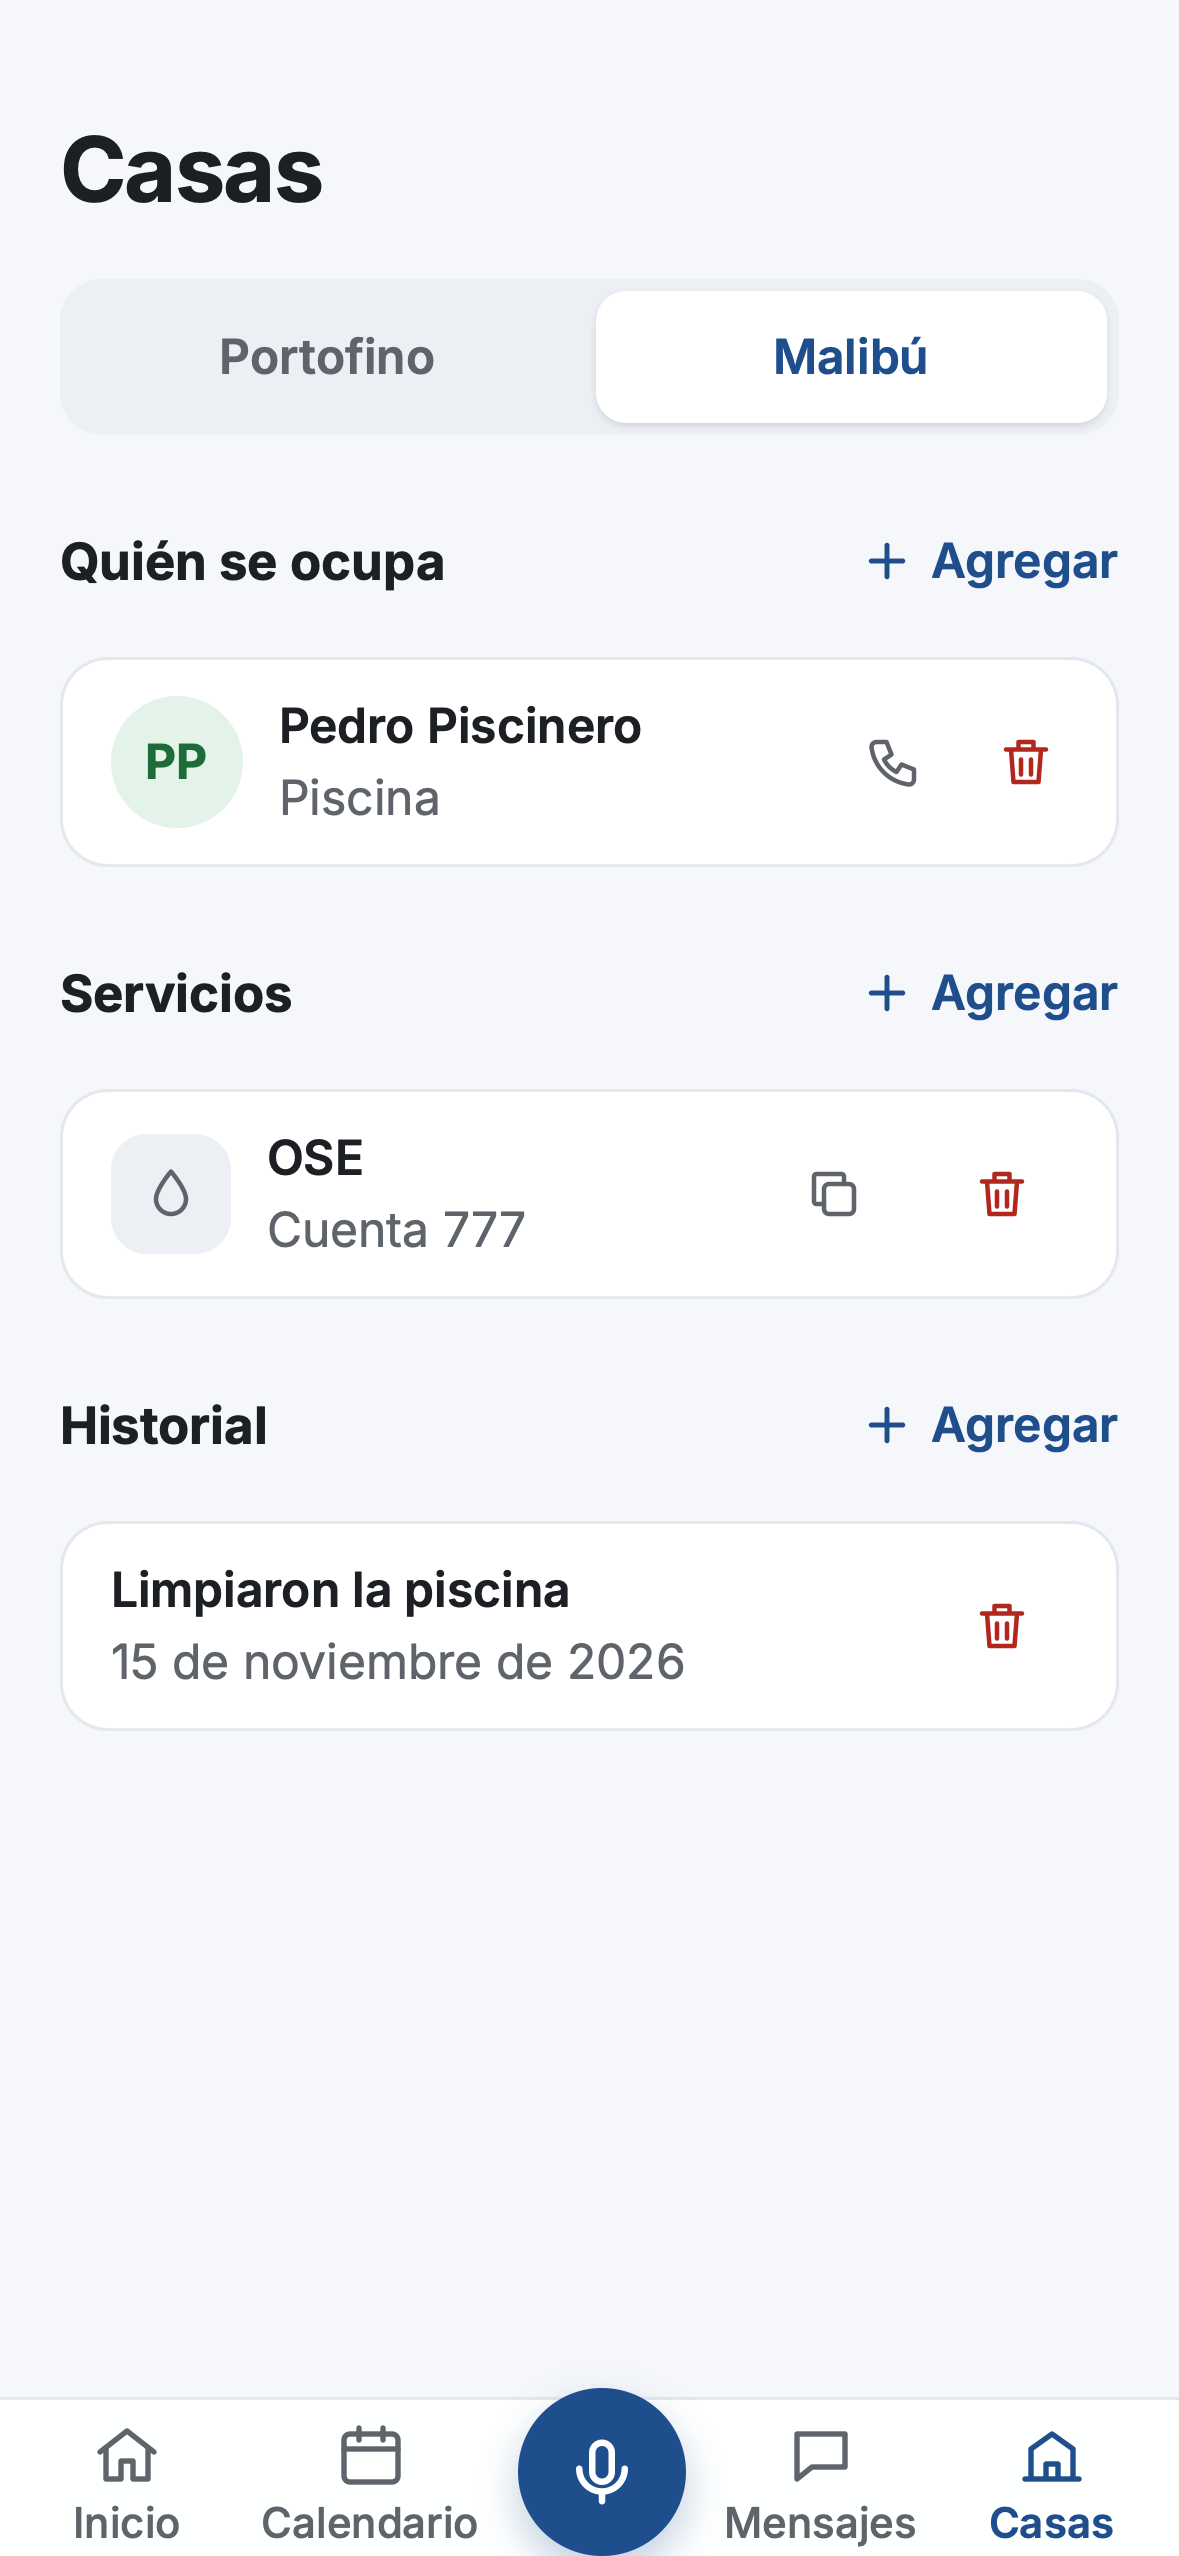 Casas
Portofino
Malibú
Quién se ocupa
Agregar
PP
Pedro Piscinero
Piscina
Servicios
Agregar
OSE
Cuenta 777
Historial
Agregar
Limpiaron la piscina
15 de noviembre de 2026
Inicio
Calendario
Mensajes
Casas